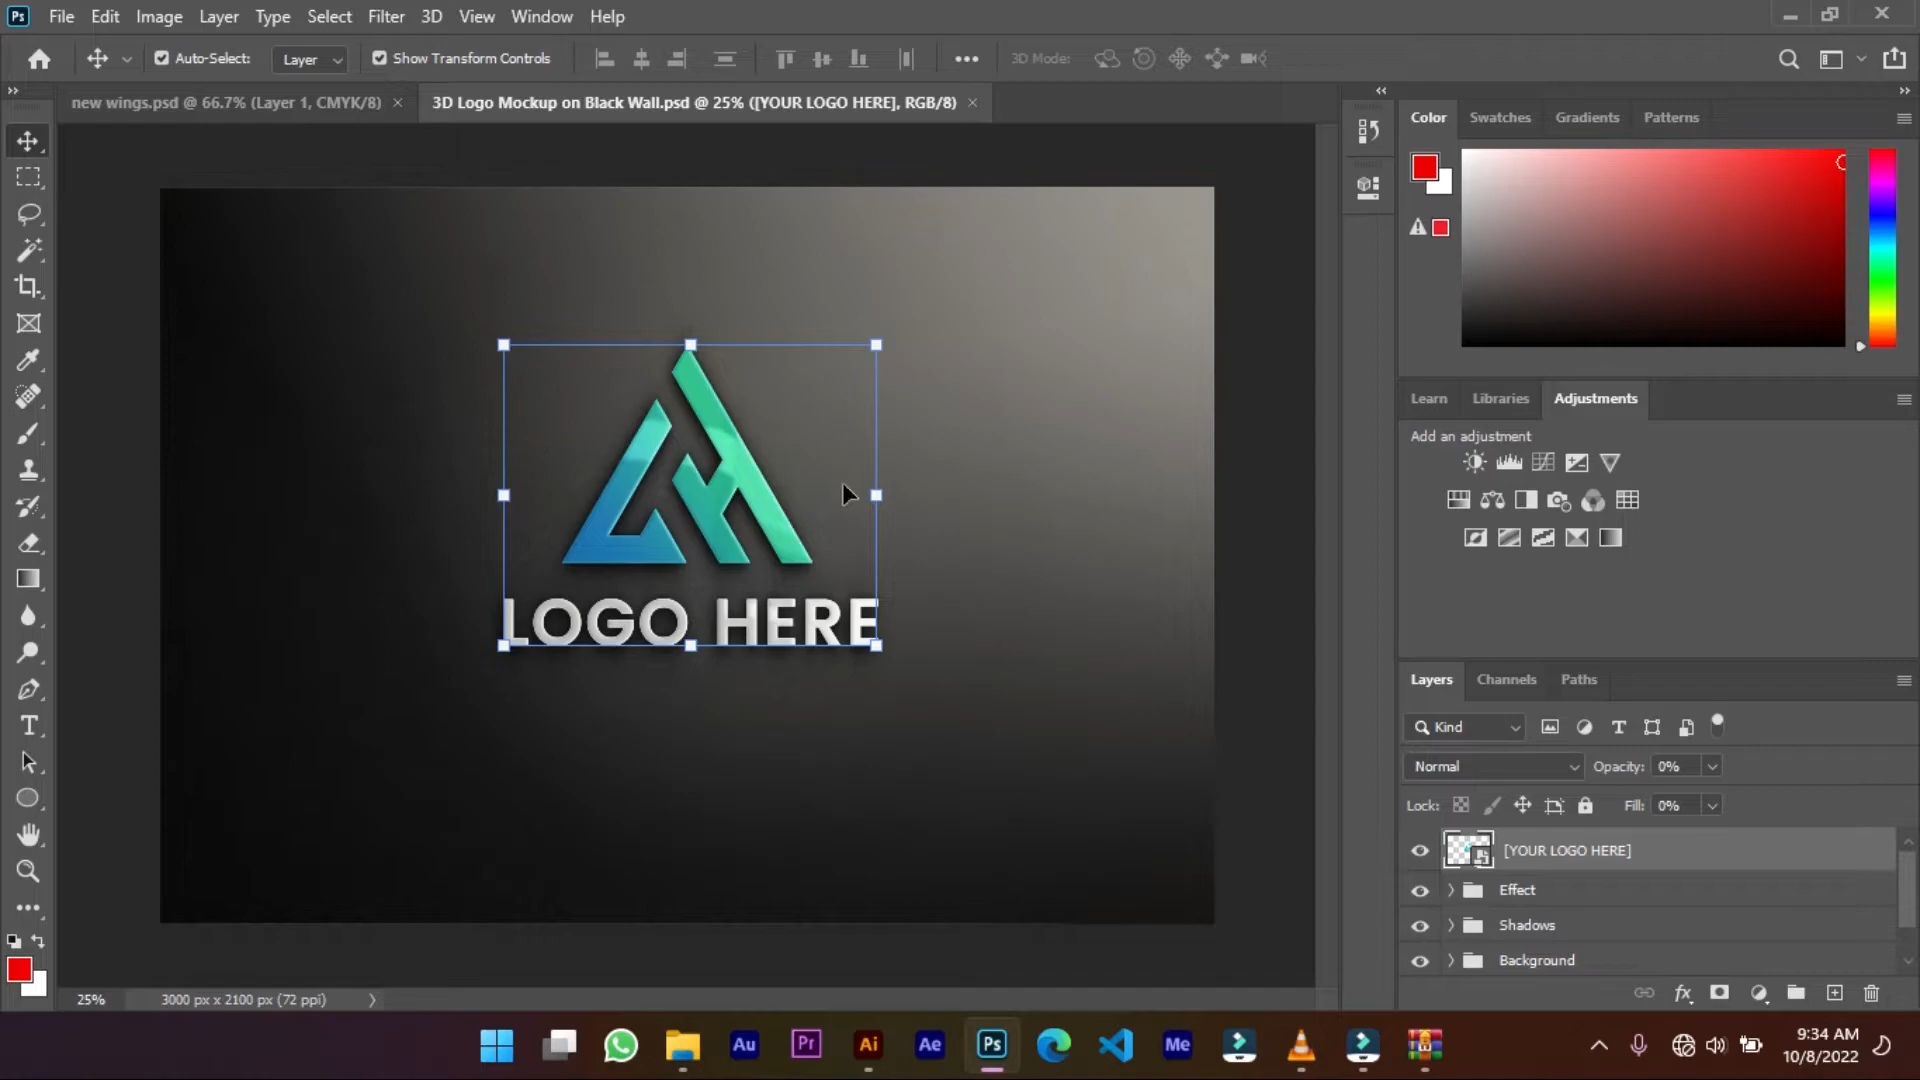 Ps File Edit Image Layer Type Select Filter 3D View Window Help
Auto-Select: Layer Show Transform Controls 3D Mode:
new wings.psd @ 66.7% (Layer 1, CMYK/8) × 3D Logo Mockup on Black Wall.psd @ 25% ([YOUR LOGO HERE], RGB/8) ×
Color Swatches Gradients Patterns
LOGO HERE
Learn Libraries Adjustments
Add an adjustment
Layers Channels Paths
Kind
Normal Opacity: 0%
Lock: Fill: 0%
[YOUR LOGO HERE]
Effect
Shadows
Background
25% 3000 px x 2100 px (72 ppi)
Au Pr Ai Ae Ps Me
9:34 AM
10/8/2022